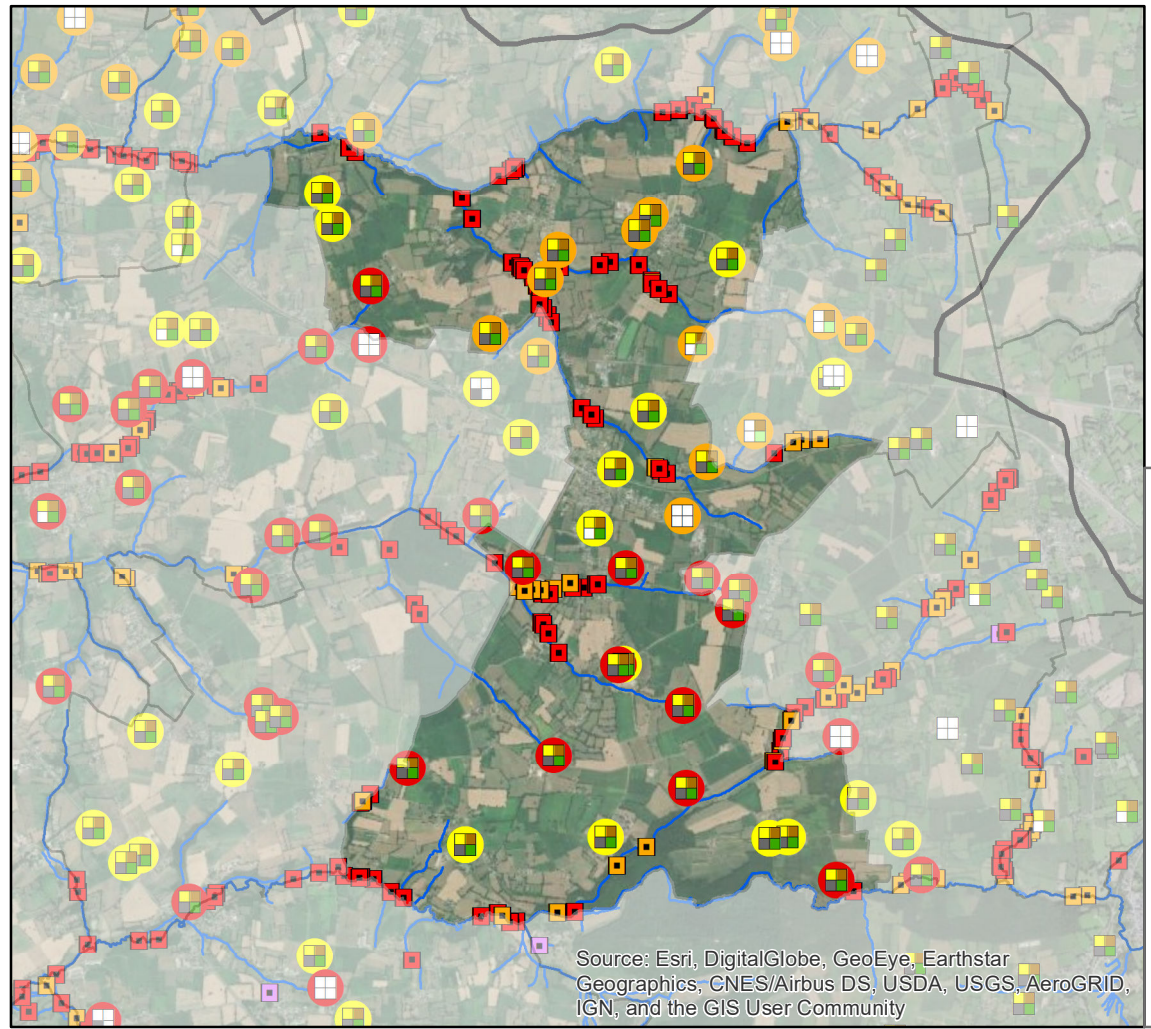 Source: Esri, DigitalGlobe, GeoEye, Earthstar
Geographics, CNES/Airbus DS, USDA, USGS, AeroGRID,
IGN, and the GIS User Community